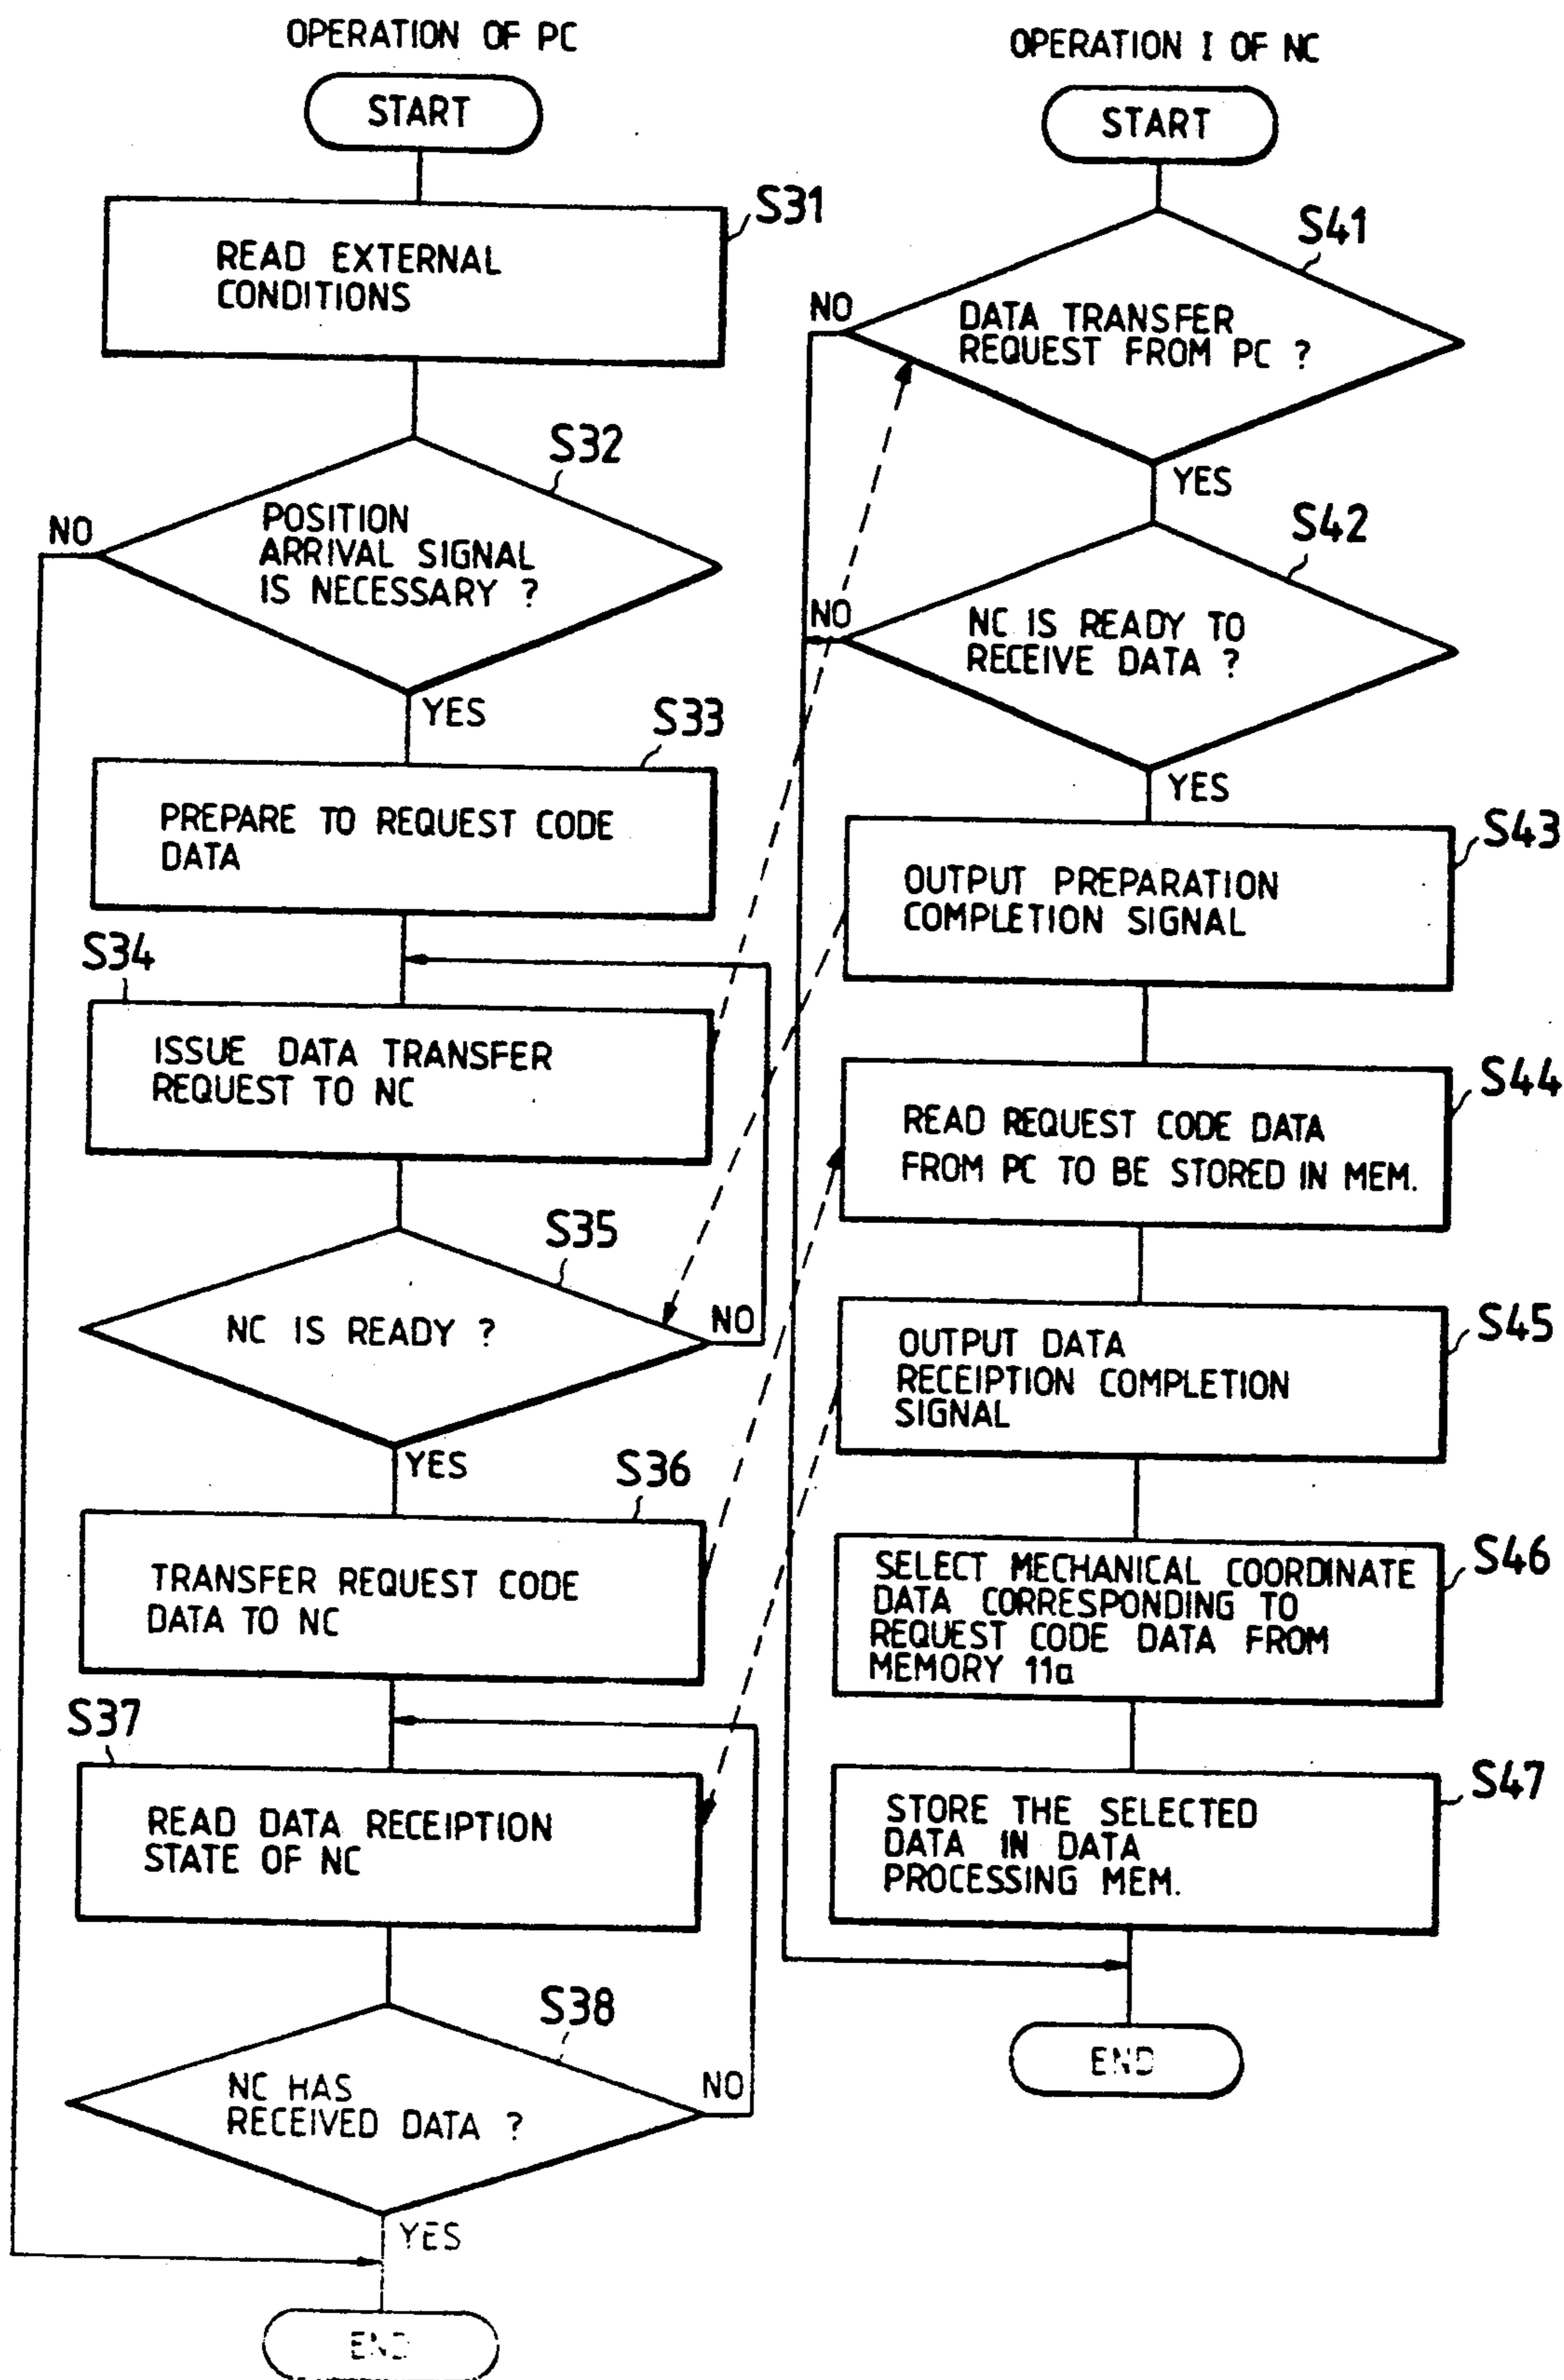 OPERATION OF PC
START
S31
READ EXTERNAL
CONDITIONS
S32
POSITION
ARRIVAL SIGNAL
IS NECESSARY ?
NO
YES
S33
PREPARE TO REQUEST CODE
DATA
S34
ISSUE DATA TRANSFER
REQUEST TO NC
S35
NC IS READY ?
NO
YES
S36
TRANSFER REQUEST CODE
DATA TO NC
S37
READ DATA RECEIPTION
STATE OF NC
S38
NC HAS
RECEIVED DATA ?
NO
YES
END
OPERATION I OF NC
START
S41
NO
DATA TRANSFER
REQUEST FROM PC ?
YES
S42
NO
NC IS READY TO
RECEIVE DATA ?
YES
S43
OUTPUT PREPARATION
COMPLETION SIGNAL
S44
READ REQUEST CODE DATA
FROM PC TO BE STORED IN MEM.
S45
OUTPUT DATA
RECEIPTION COMPLETION
SIGNAL
S46
SELECT MECHANICAL COORDINATE
DATA CORRESPONDING TO
REQUEST CODE DATA FROM
MEMORY 11a
S47
STORE THE SELECTED
DATA IN DATA
PROCESSING MEM.
END